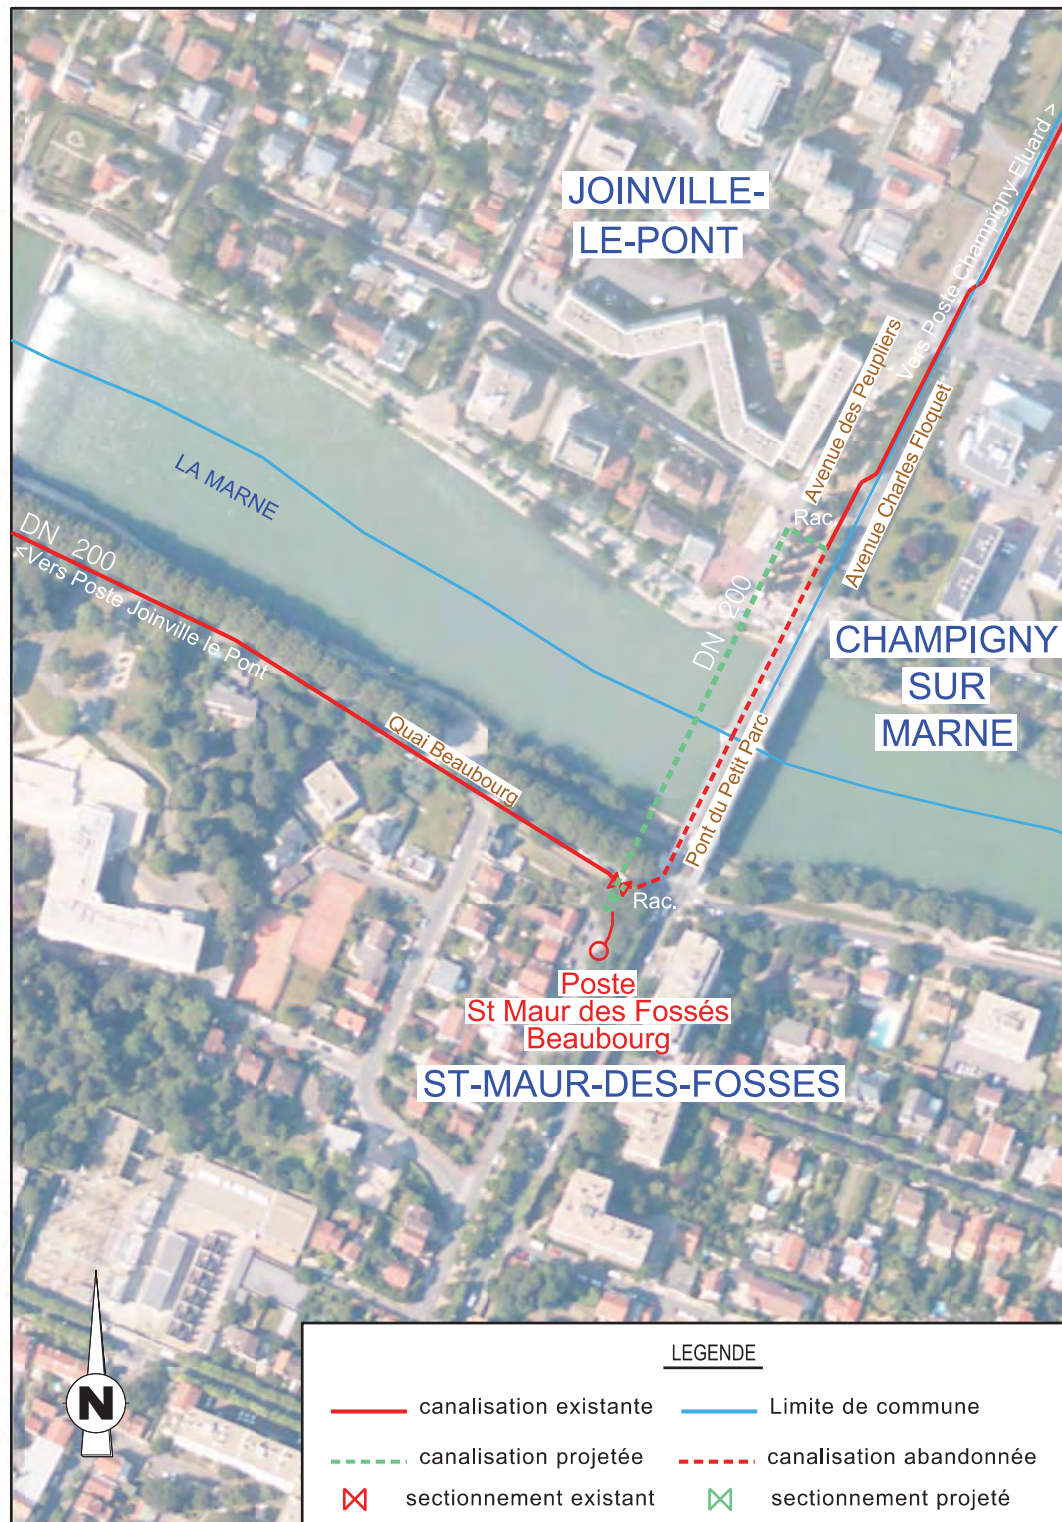 JOINVILLE-
LE-PONT
Vers Poste Champigny Eluard >
Avenue des Peupliers
Avenue Charles Floquet
Rac.
LA MARNE
DN 200
<Vers Poste Joinville le Pont
DN 200
CHAMPIGNY
SUR
MARNE
Quai Beaubourg
Pont du Petit Parc
Rac.
Poste
St Maur des Fossés
Beaubourg
ST-MAUR-DES-FOSSES
N
LEGENDE
canalisation existante
Limite de commune
canalisation projetée
canalisation abandonnée
sectionnement existant
sectionnement projeté